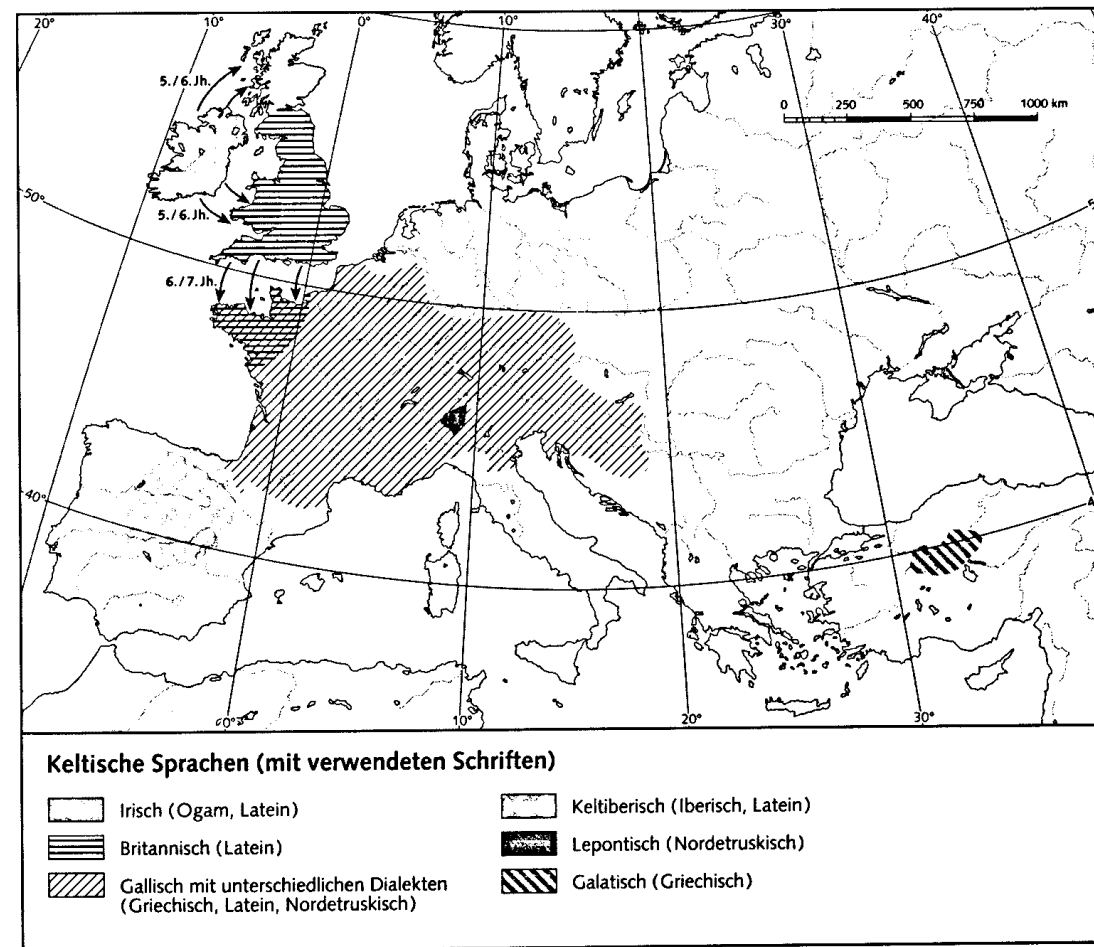 20° 10° 0° 10° 30° 40°
5./6. Jh.
0 250 500 750 1000 km
50°
5./6. Jh.
6./7. Jh.
40°
0° 10° 20° 30°
Keltische Sprachen (mit verwendeten Schriften)
Irisch (Ogam, Latein)
Britannisch (Latein)
Gallisch mit unterschiedlichen Dialekten
(Griechisch, Latein, Nordetruskisch)
Keltiberisch (Iberisch, Latein)
Lepontisch (Nordetruskisch)
Galatisch (Griechisch)